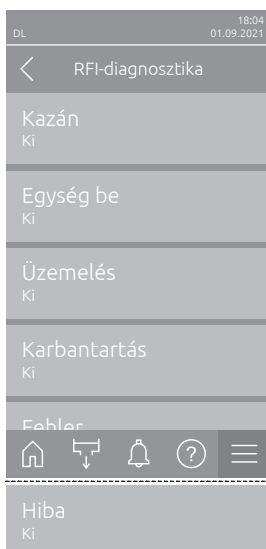 18:04
DL 01.09.2021
RFI-diagnosztika
Kazán
Ki
Egység be
Ki
Üzemelés
Ki
Karbantartás
Ki
Fehler
Hiba
Ki